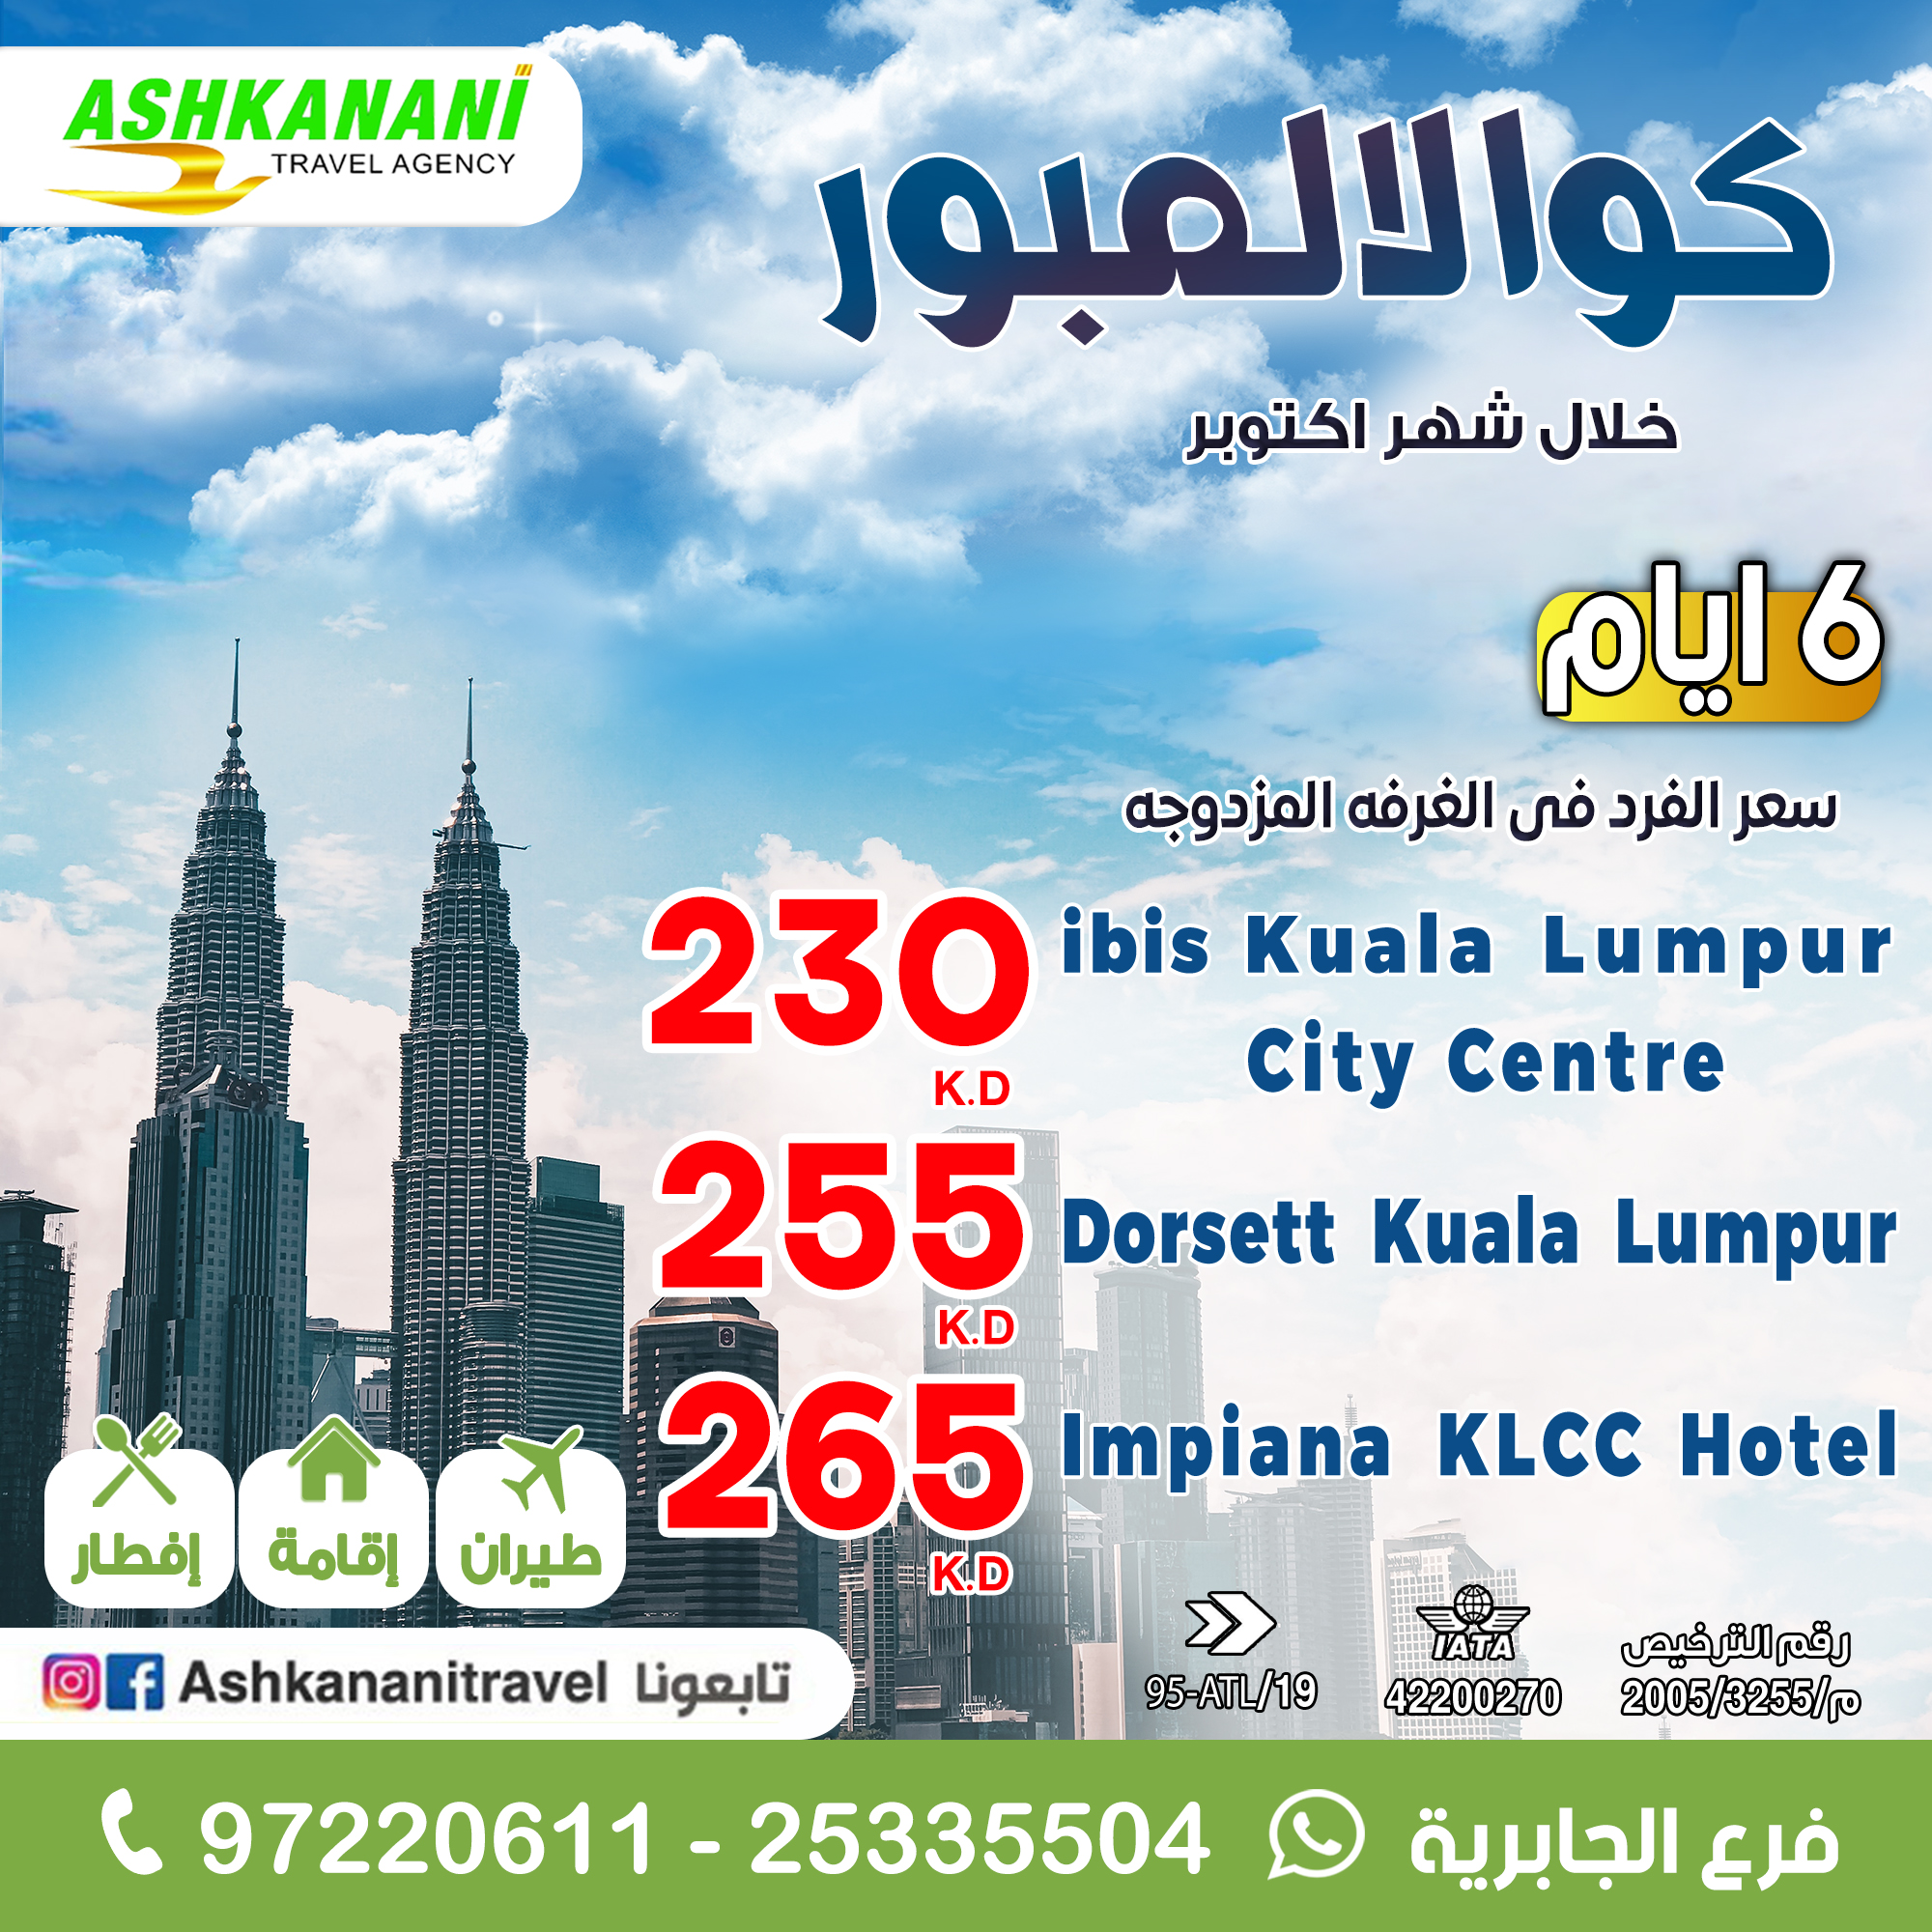 ASHKANANI
TRAVEL AGENCY
كوالالمبور
خلال شهر اكتوبر
6 ايام
سعر الفرد فى الغرفه المزدوجه
230 K.D
ibis Kuala Lumpur
City Centre
255 K.D
Dorsett Kuala Lumpur
265 K.D
Impiana KLCC Hotel
طيران
إقامة
إفطار
تابعونا Ashkananitravel
95-ATL/19
IATA
42200270
رقم الترخيص
م/2005/3255
فرع الجابرية
97220611 - 25335504